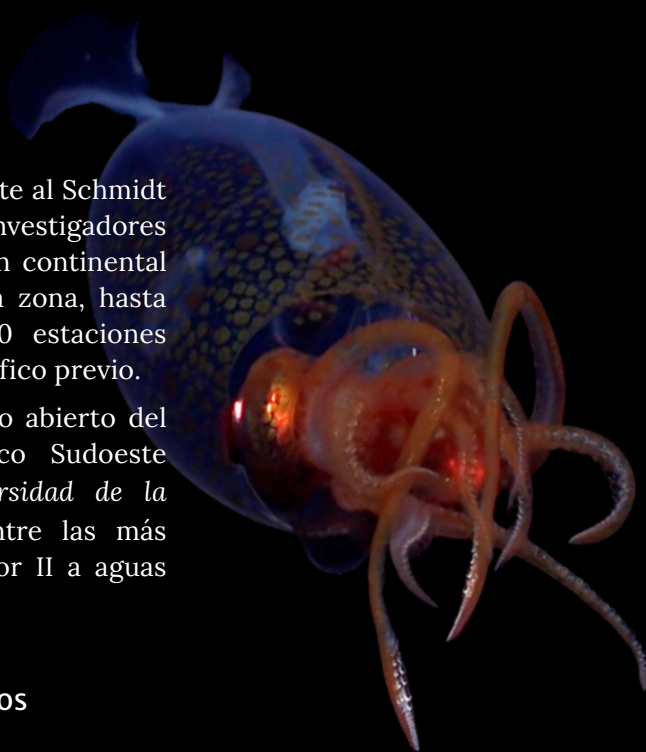 te al Schmidt
nvestigadores
n continental
a zona, hasta
0 estaciones
fico previo.
o abierto del
co Sudoeste
rsidad de la
ntre las más
or II a aguas
os